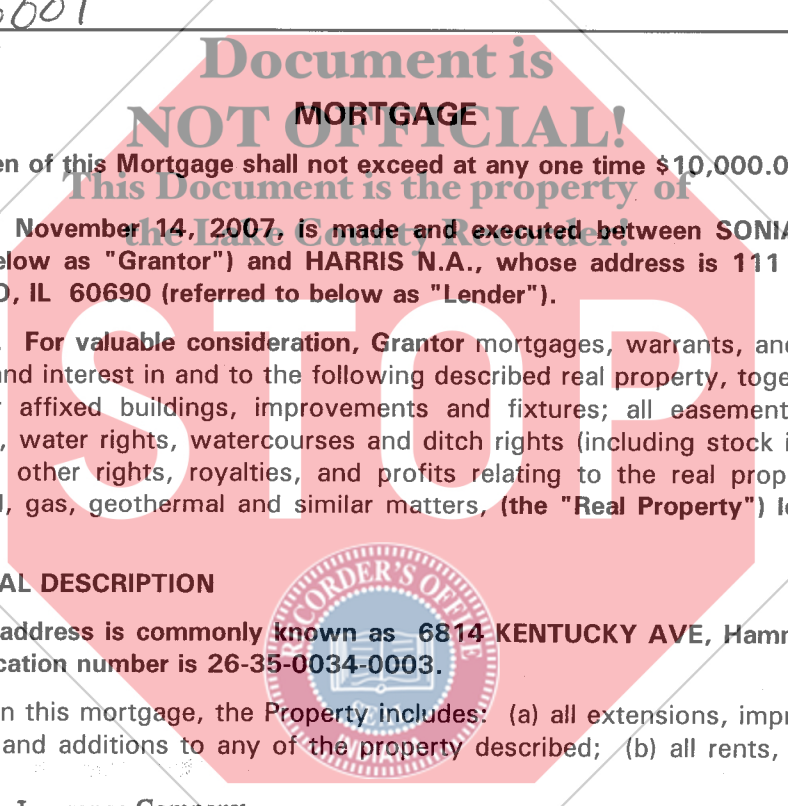 Document is
NOT OFFICIAL!
MORTGAGE
en of this Mortgage shall not exceed at any one time $10,000.0
This Document is the property of
the Lake County Recorder!
November 14, 2007, is made and executed between SONIA
elow as "Grantor") and HARRIS N.A., whose address is 111
O, IL 60690 (referred to below as "Lender").
. For valuable consideration, Grantor mortgages, warrants, and
and interest in and to the following described real property, toge
affixed buildings, improvements and fixtures; all easement
, water rights, watercourses and ditch rights (including stock i
other rights, royalties, and profits relating to the real prop
l, gas, geothermal and similar matters, (the "Real Property") l
STOP
AL DESCRIPTION
RECORDER'S OFFICE
address is commonly known as 6814 KENTUCKY AVE, Hamm
cation number is 26-35-0034-0003.
SEAL
INDIANA
n this mortgage, the Property includes: (a) all extensions, impr
and additions to any of the property described; (b) all rents,